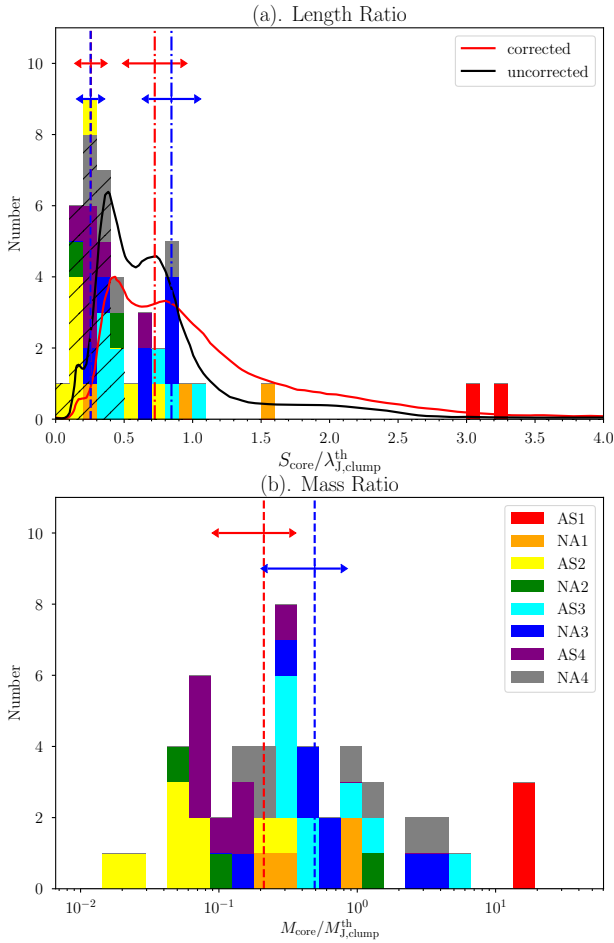 (a). Length Ratio
corrected
uncorrected
Number
10
8
6
4
2
0
0.0 0.5 1.0 1.5 2.0 2.5 3.0 3.5 4.0
S_core/λ^th_J,clump
(b). Mass Ratio
AS1
NA1
AS2
NA2
AS3
NA3
AS4
NA4
Number
10
8
6
4
2
0
10^−2 10^−1 10^0 10^1
M_core/M^th_J,clump